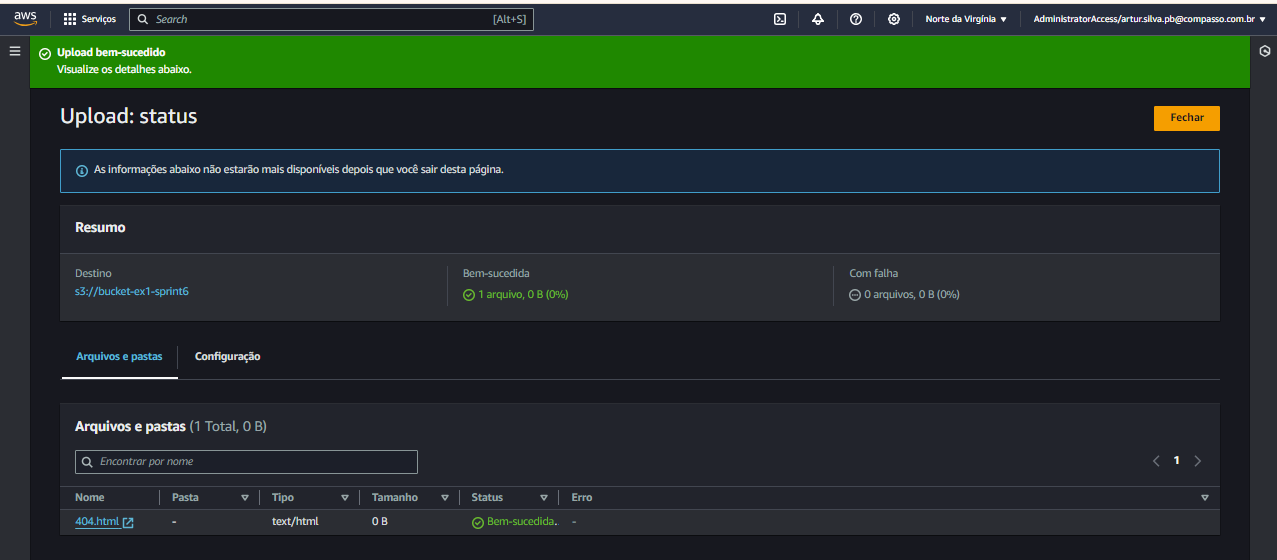 aws Serviços Search [Alt+S] Norte da Virgínia AdministratorAccess/artur.silva.pb@compasso.com.br
Upload bem-sucedido
Visualize os detalhes abaixo.
Upload: status
Fechar
As informações abaixo não estarão mais disponíveis depois que você sair desta página.
Resumo
Destino Bem-sucedida Com falha
s3://bucket-ex1-sprint6 1 arquivo, 0 B (0%) 0 arquivos, 0 B (0%)
Arquivos e pastas Configuração
Arquivos e pastas (1 Total, 0 B)
Encontrar por nome 1
Nome Pasta Tipo Tamanho Status Erro
404.html - text/html 0 B Bem-sucedida. -